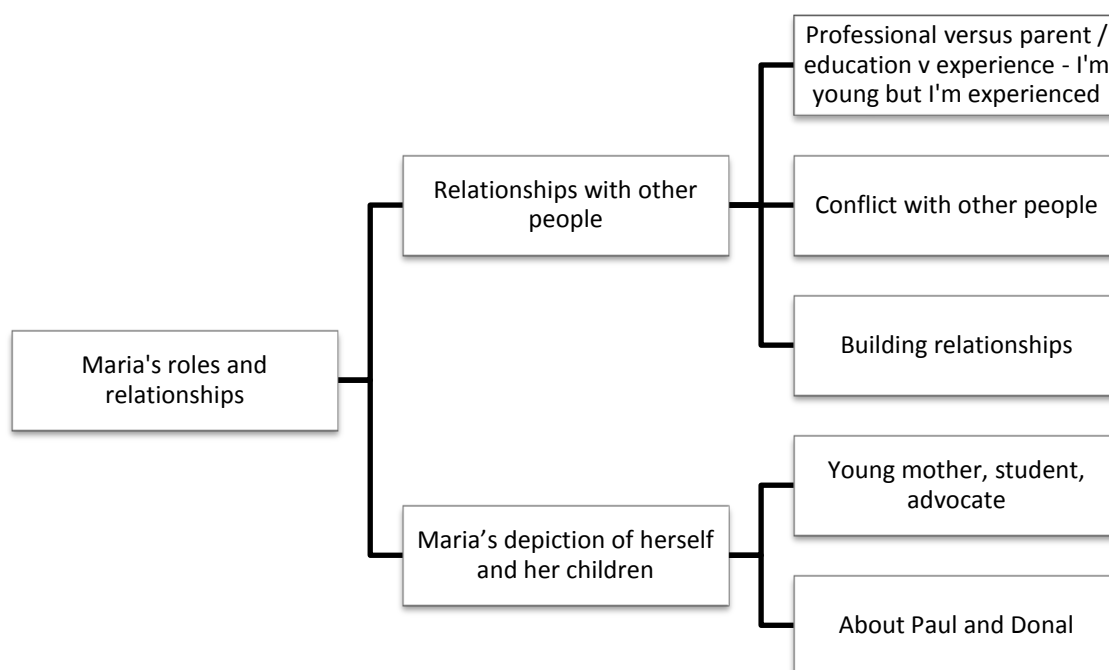 Maria's roles and
relationships
Relationships with other
people
Professional versus parent /
education v experience - I'm
young but I'm experienced
Conflict with other people
Building relationships
Maria’s depiction of herself
and her children
Young mother, student,
advocate
About Paul and Donal